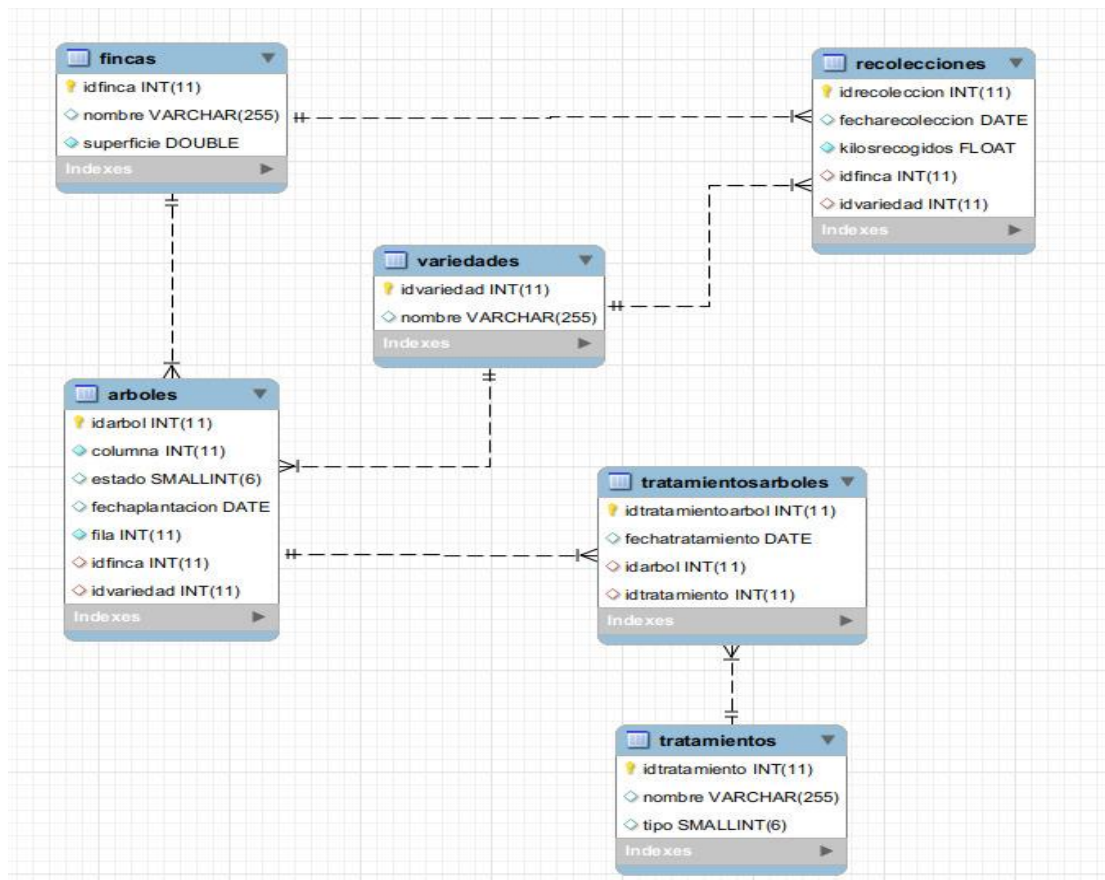 fincas
idfinca INT(11)
nombre VARCHAR(255)
superficie DOUBLE
Indexes
recolecciones
idrecoleccion INT(11)
fecharecoleccion DATE
kilosrecogidos FLOAT
idfinca INT(11)
idvariedad INT(11)
Indexes
variedades
idvariedad INT(11)
nombre VARCHAR(255)
Indexes
arboles
idarbol INT(11)
columna INT(11)
estado SMALLINT(6)
fechaplantacion DATE
fila INT(11)
idfinca INT(11)
idvariedad INT(11)
Indexes
tratamientosarboles
idtratamientoarbol INT(11)
fechatratamiento DATE
idarbol INT(11)
idtratamiento INT(11)
Indexes
tratamientos
idtratamiento INT(11)
nombre VARCHAR(255)
tipo SMALLINT(6)
Indexes